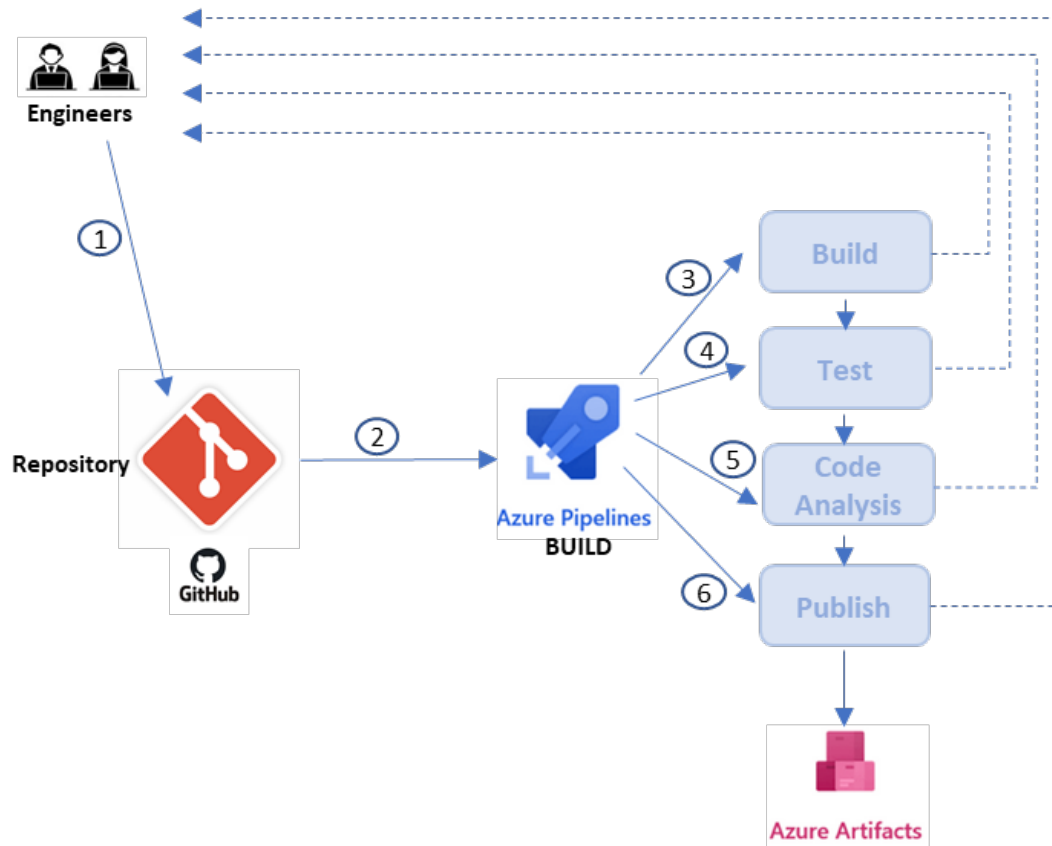 Engineers
1
Repository
GitHub
2
Azure Pipelines
BUILD
3
4
5
6
Build
Test
Code
Analysis
Publish
Azure Artifacts